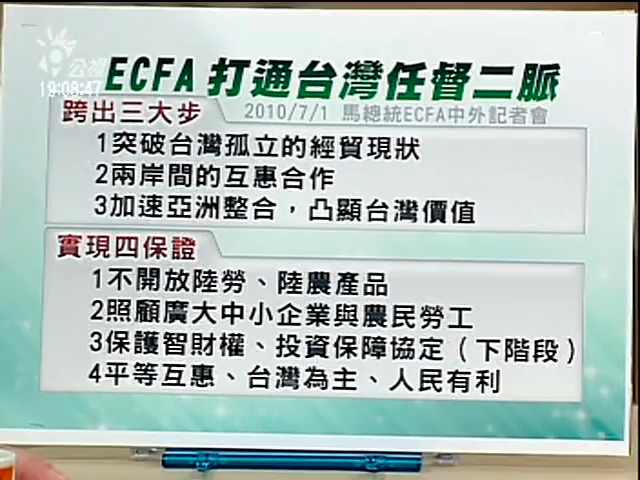 公視
19:08:47
ECFA 打通台灣任督二脈
跨出三大步
2010/7/1 馬總統ECFA中外記者會
1突破台灣孤立的經貿現狀
2兩岸間的互惠合作
3加速亞洲整合，凸顯台灣價值
實現四保證
1不開放陸勞、陸農產品
2照顧廣大中小企業與農民勞工
3保護智財權、投資保障協定（下階段）
4平等互惠、台灣為主、人民有利